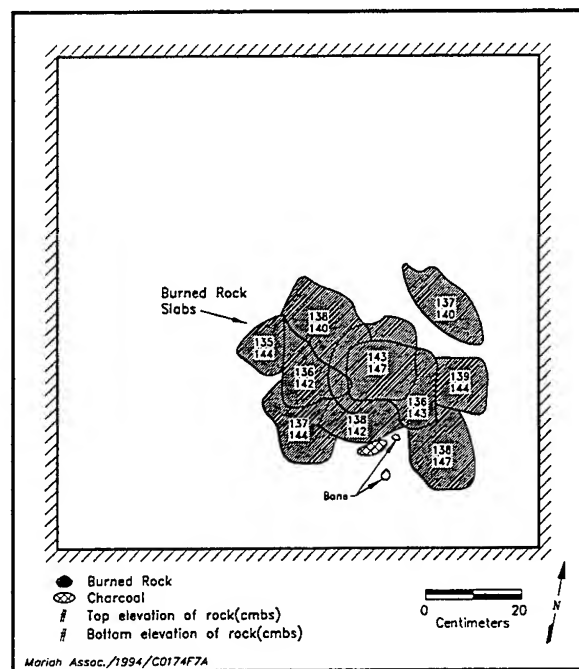 Burned Rock
Slabs
137
140
138
140
135
144
143
147
136
142
139
144
136
143
137
144
138
142
138
147
Bone
Burned Rock
Charcoal
# Top elevation of rock(cmbs)
# Bottom elevation of rock(cmbs)
0 20
Centimeters
N
Mariah Assoc./1994/C0174F7A